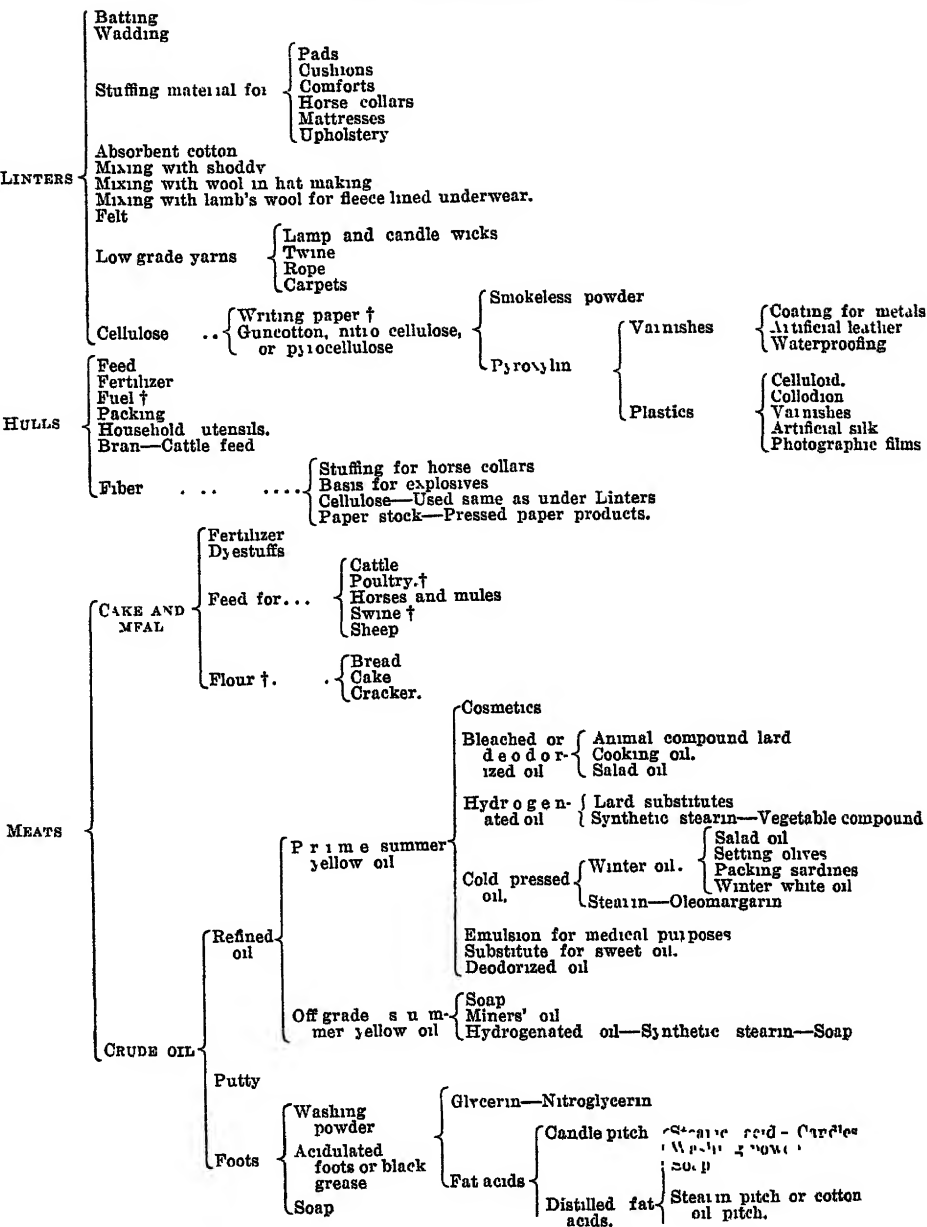 Batting
Wadding
Stuffing material for
Pads
Cushions
Comforts
Horse collars
Mattresses
Upholstery
LINTERS
Absorbent cotton
Mixing with shoddy
Mixing with wool in hat making
Mixing with lamb's wool for fleece lined underwear.
Felt
Low grade yarns
Lamp and candle wicks
Twine
Rope
Carpets
Cellulose ..
Writing paper †
Guncotton, nitro cellulose,
or pyrocellulose
Smokeless powder
Pyroxylin
Varnishes
Coating for metals
Artificial leather
Waterproofing
Plastics
Celluloid.
Collodion
Varnishes
Artificial silk
Photographic films
HULLS
Feed
Fertilizer
Fuel †
Packing
Household utensils.
Bran—Cattle feed
Fiber . .. ....
Stuffing for horse collars
Basis for explosives
Cellulose—Used same as under Linters
Paper stock—Pressed paper products.
MEATS
CAKE AND
MEAL
Fertilizer
Dyestuffs
Feed for...
Cattle
Poultry.†
Horses and mules
Swine †
Sheep
Flour †. .
Bread
Cake
Cracker.
CRUDE OIL
Refined
oil
Prime summer
yellow oil
Cosmetics
Bleached or
deodor-
ized oil
Animal compound lard
Cooking oil.
Salad oil
Hydrogen-
ated oil
Lard substitutes
Synthetic stearin—Vegetable compound
Cold pressed
oil.
Winter oil.
Salad oil
Setting olives
Packing sardines
Winter white oil
Stearin—Oleomargarin
Emulsion for medical purposes
Substitute for sweet oil.
Deodorized oil
Off grade sum-
mer yellow oil
Soap
Miners' oil
Hydrogenated oil—Synthetic stearin—Soap
Putty
Foots
Washing
powder
Acidulated
foots or black
grease
Soap
Glycerin—Nitroglycerin
Fat acids
Candle pitch
Distilled fat
acids.
Candles
Stearin pitch or cotton
oil pitch.